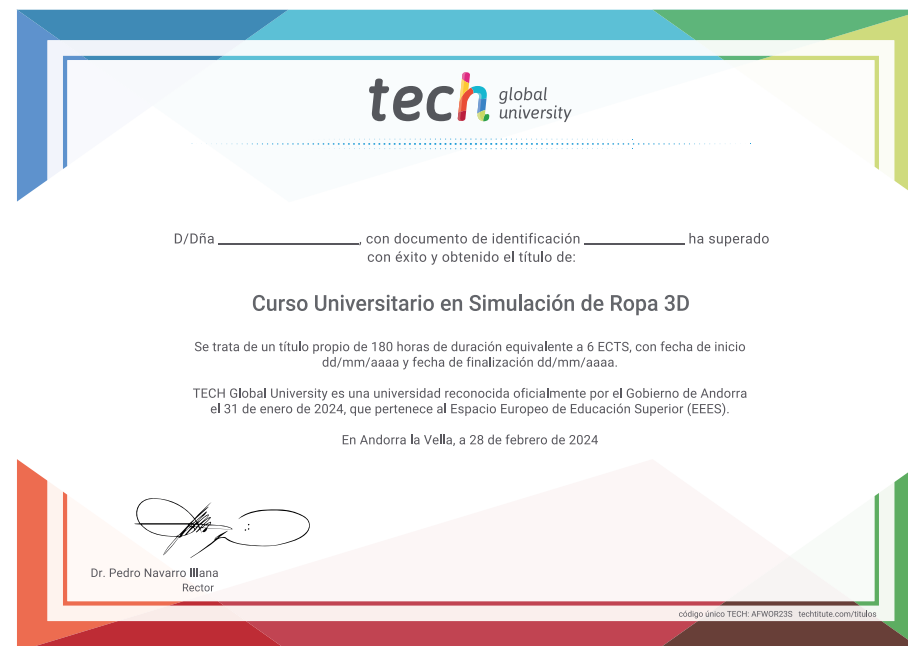 tech global
university
D/Dña ____________________, con documento de identificación ______________ ha superado
con éxito y obtenido el título de:
Curso Universitario en Simulación de Ropa 3D
Se trata de un título propio de 180 horas de duración equivalente a 6 ECTS, con fecha de inicio
dd/mm/aaaa y fecha de finalización dd/mm/aaaa.
TECH Global University es una universidad reconocida oficialmente por el Gobierno de Andorra
el 31 de enero de 2024, que pertenece al Espacio Europeo de Educación Superior (EEES).
En Andorra la Vella, a 28 de febrero de 2024
Dr. Pedro Navarro Illana
Rector
código único TECH: AFWOR23S techtitute.com/titulos